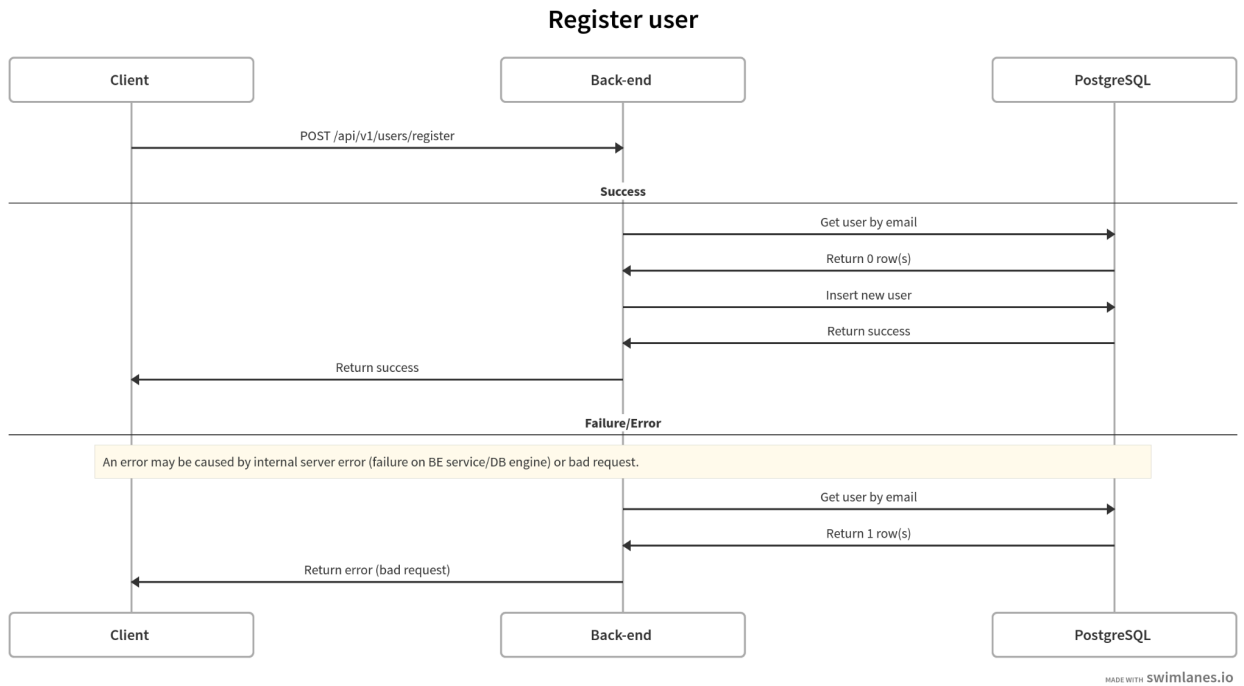 Register user
Client
Back-end
PostgreSQL
POST /api/v1/users/register
Success
Get user by email
Return 0 row(s)
Insert new user
Return success
Return success
Failure/Error
An error may be caused by internal server error (failure on BE service/DB engine) or bad request.
Get user by email
Return 1 row(s)
Return error (bad request)
Client
Back-end
PostgreSQL
MADE WITH swimlanes.io